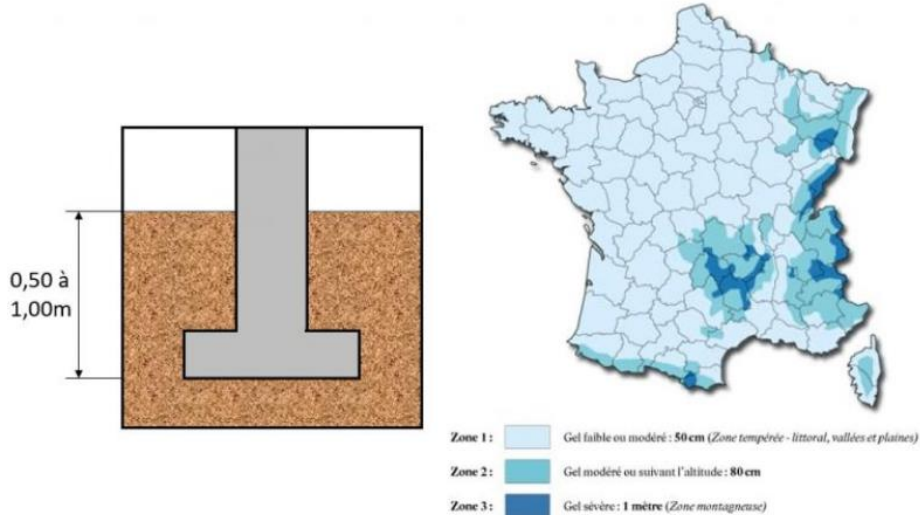 0,50 à
1,00m
Zone 1 : Gel faible ou modéré : 50 cm (Zone tempérée - littoral, vallées et plaines)
Zone 2 : Gel modéré ou suivant l'altitude : 80 cm
Zone 3 : Gel sévère : 1 mètre (Zone montagneuse)